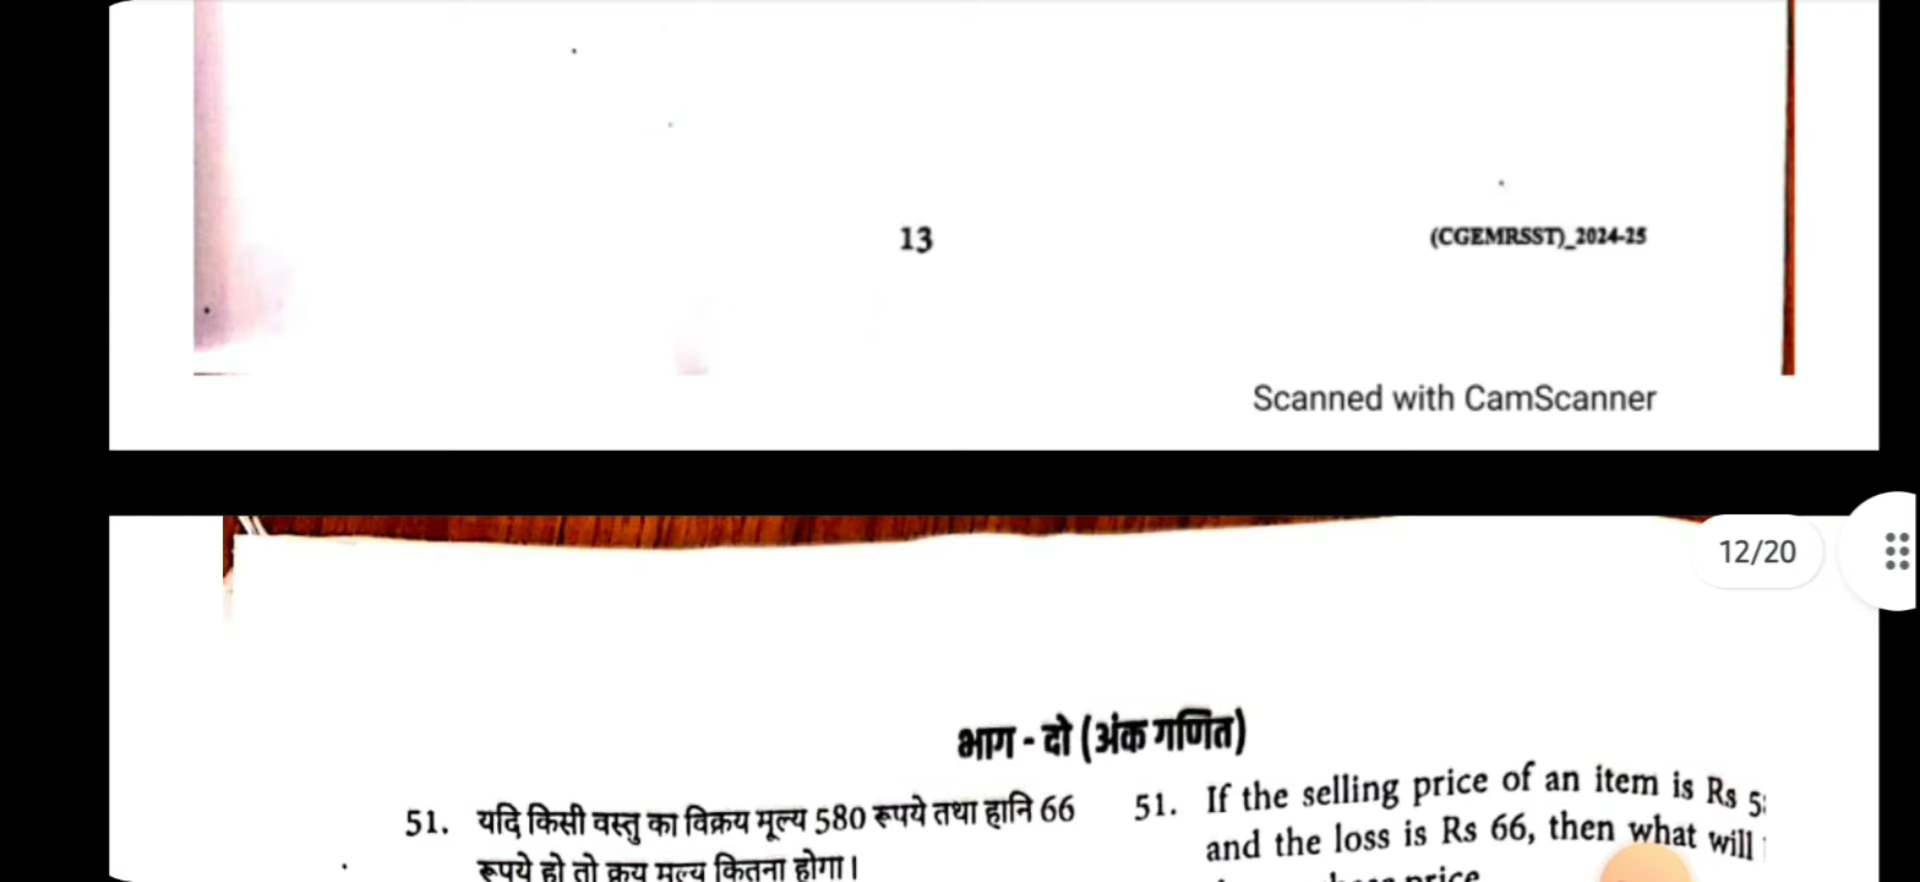 13
(CGEMRSST)_2024-25
Scanned with CamScanner
12/20
भाग - दो (अंक गणित)
51. यदि किसी वस्तु का विक्रय मूल्य 580 रूपये तथा हानि 66
रूपये हो तो क्रय मूल्य कितना होगा।
51. If the selling price of an item is Rs
and the loss is Rs 66, then what will
price